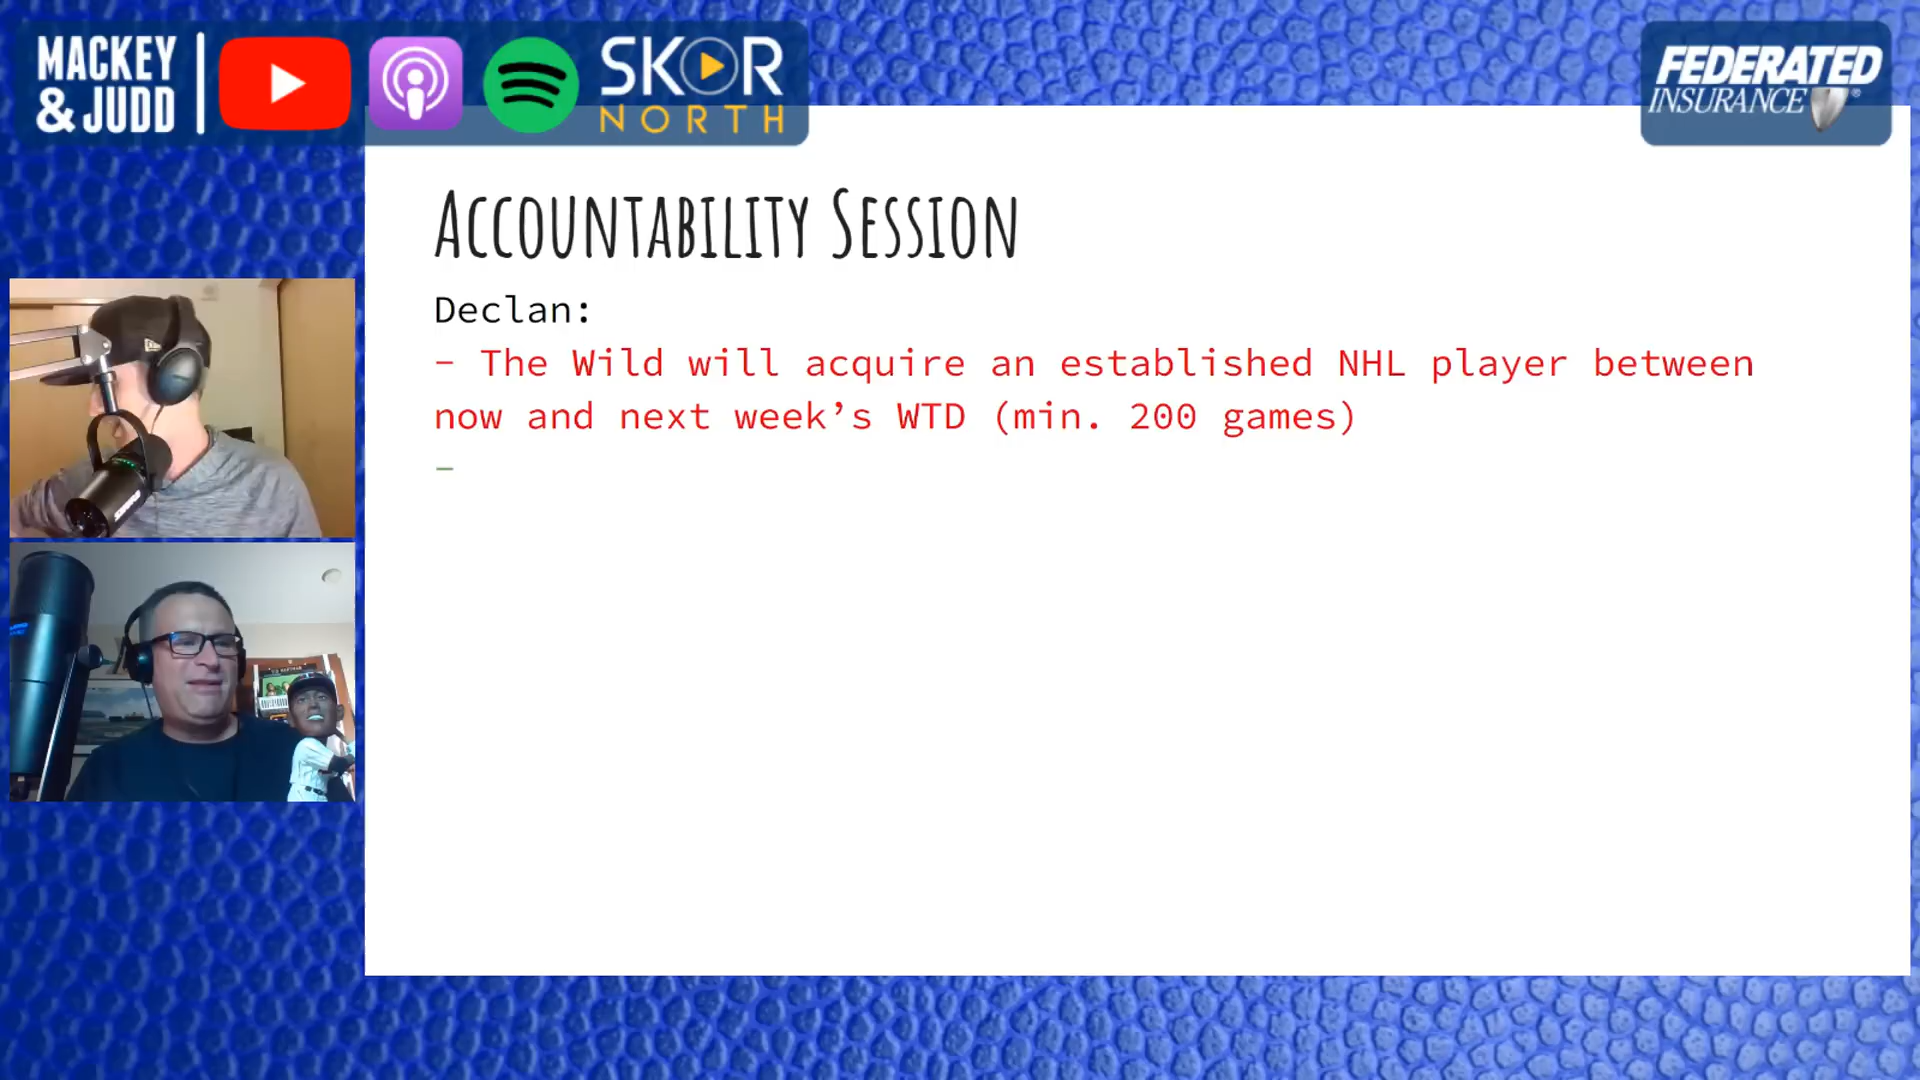 MACKEY
& JUDD
SKOR
NORTH
FEDERATED
INSURANCE®
Accountability Session
Declan:
- The Wild will acquire an established NHL player between
now and next week's WTD (min. 200 games)
-